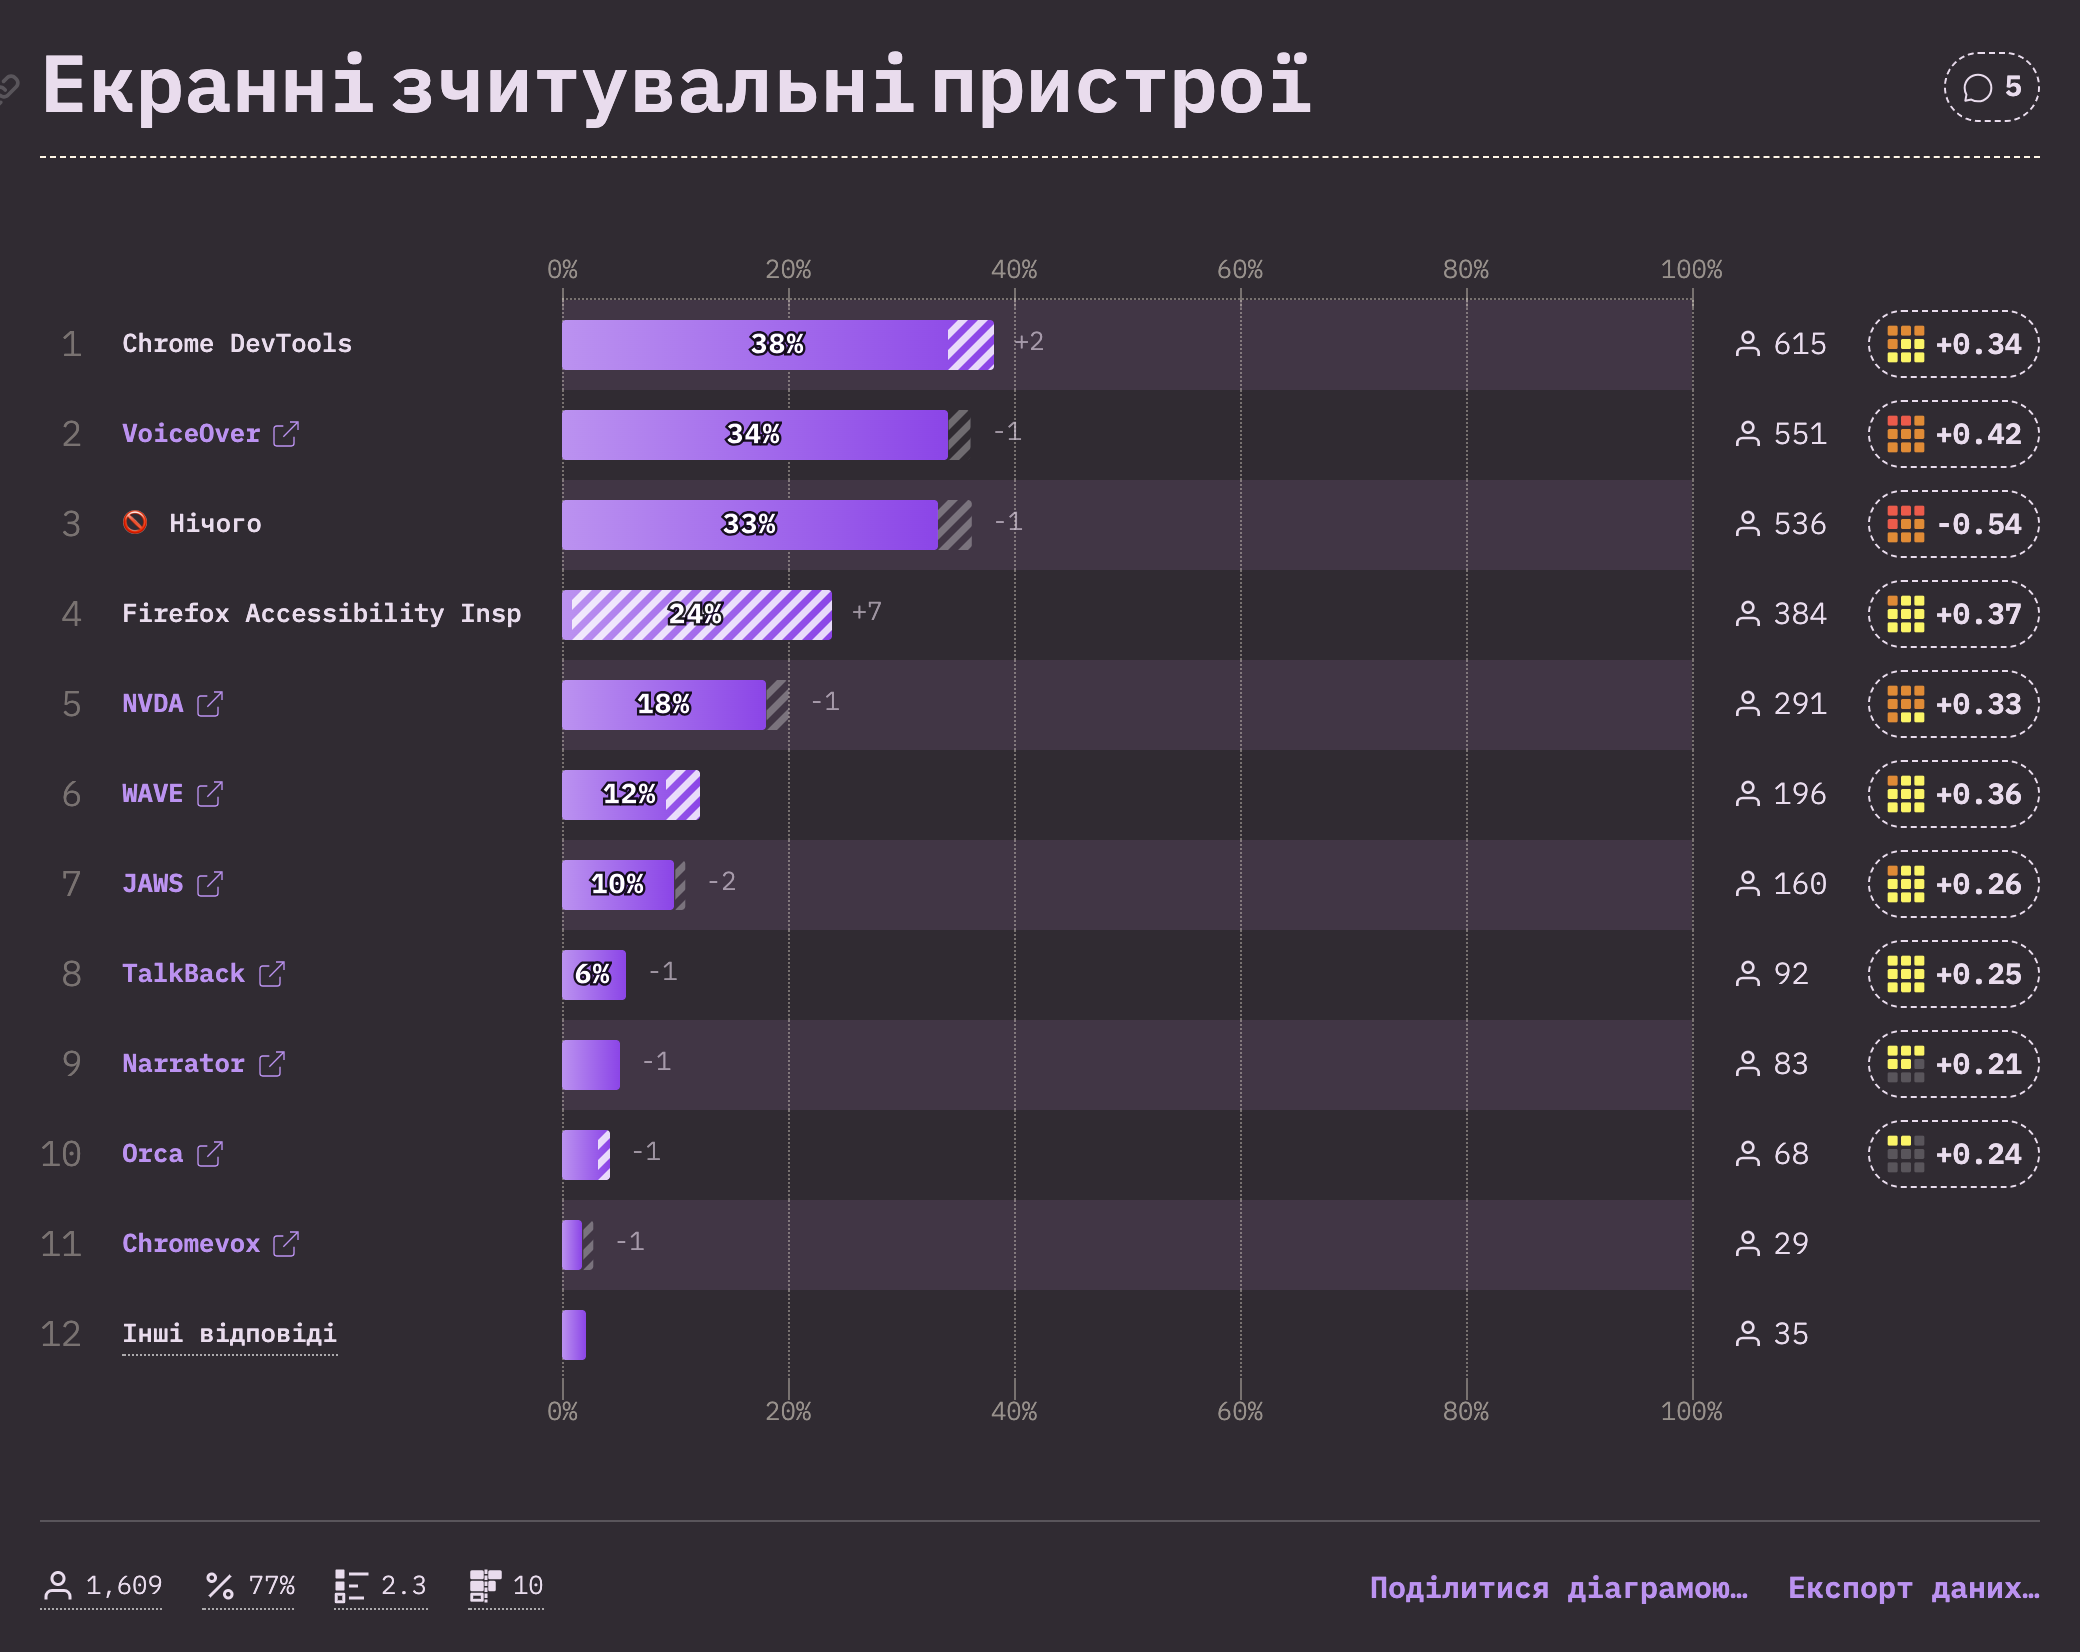 Екранні зчитувальні пристрої
5
0% 20% 40% 60% 80% 100%
1 Chrome DevTools 38% +2 615 +0.34
2 VoiceOver 34% -1 551 +0.42
3 Нічого 33% -1 536 -0.54
4 Firefox Accessibility Insp 24% +7 384 +0.37
5 NVDA 18% -1 291 +0.33
6 WAVE 12% 196 +0.36
7 JAWS 10% -2 160 +0.26
8 TalkBack 6% -1 92 +0.25
9 Narrator -1 83 +0.21
10 Orca -1 68 +0.24
11 Chromevox -1 29
12 Інші відповіді 35
0% 20% 40% 60% 80% 100%
1,609 77% 2.3 10 Поділитися діаграмою… Експорт даних…